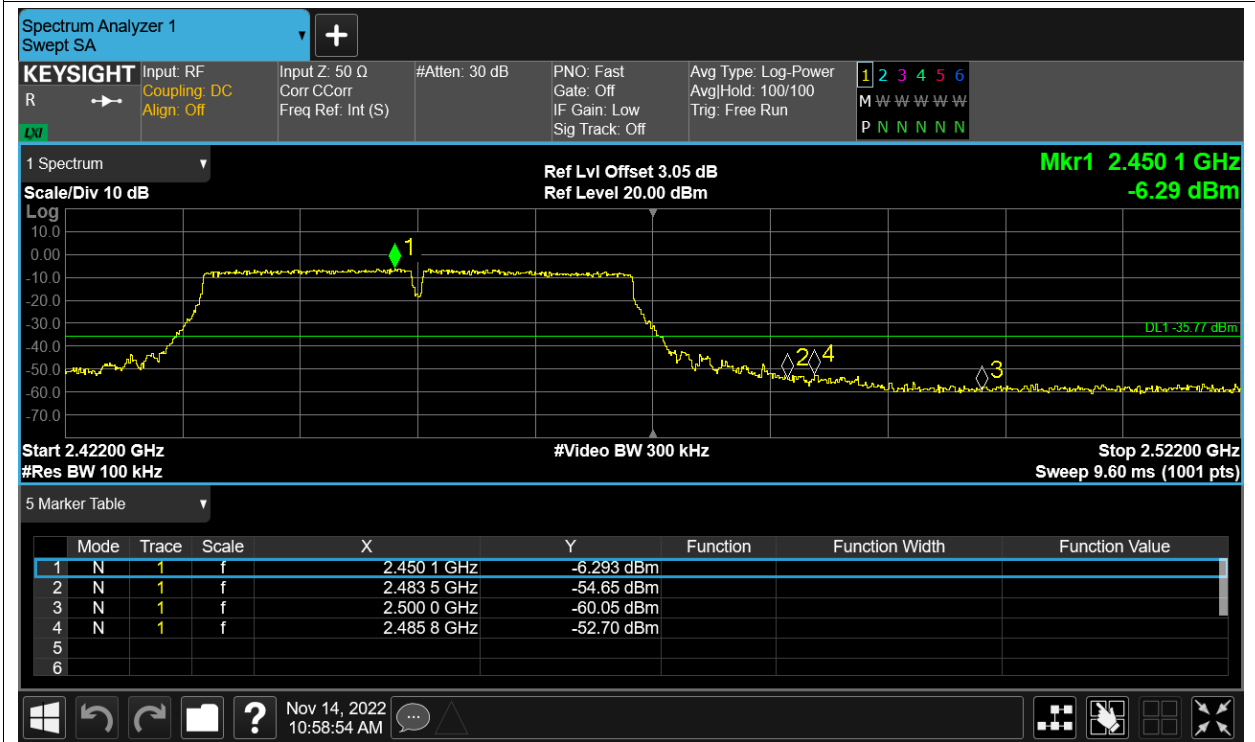 Spectrum Analyzer 1
Swept SA
+
KEYSIGHT Input: RF Input Z: 50 Ω #Atten: 30 dB PNO: Fast Avg Type: Log-Power 1 2 3 4 5 6
R Coupling: DC Corr CCorr Gate: Off Avg|Hold: 100/100 M W W W W W
Align: Off Freq Ref: Int (S) IF Gain: Low Trig: Free Run
LXI Sig Track: Off P N N N N N
1 Spectrum Ref Lvl Offset 3.05 dB Mkr1 2.450 1 GHz
Scale/Div 10 dB Ref Level 20.00 dBm -6.29 dBm
Log
10.0
0.00
-10.0
-20.0
-30.0
-40.0
-50.0
-60.0
-70.0
1
DL1 -35.77 dBm
2 4
3
Start 2.42200 GHz #Video BW 300 kHz Stop 2.52200 GHz
#Res BW 100 kHz Sweep 9.60 ms (1001 pts)
5 Marker Table
Mode Trace Scale X Y Function Function Width Function Value
1 N 1 f 2.450 1 GHz -6.293 dBm
2 N 1 f 2.483 5 GHz -54.65 dBm
3 N 1 f 2.500 0 GHz -60.05 dBm
4 N 1 f 2.485 8 GHz -52.70 dBm
5
6
? Nov 14, 2022
10:58:54 AM